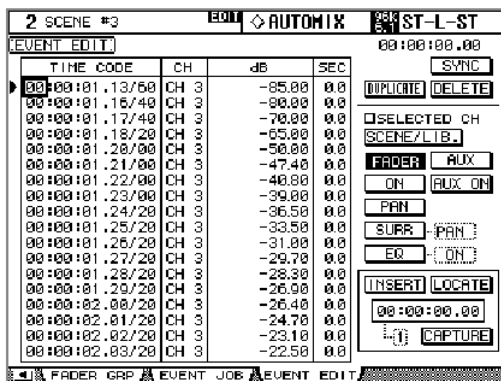 2 SCENE #3 EDIT ◇AUTOMIX 96k 5.1 ST-L-ST
EVENT EDIT 00:00:00.00
TIME CODE CH dB SEC SYNC
00:00:01.13/60 CH 3 -85.00 0.0 DUPLICATE DELETE
00:00:01.16/40 CH 3 -80.00 0.0
00:00:01.17/40 CH 3 -70.00 0.0
00:00:01.18/20 CH 3 -65.00 0.0 SELECTED CH
00:00:01.20/00 CH 3 -50.00 0.0 SCENE/LIB.
00:00:01.21/00 CH 3 -47.40 0.0 FADER AUX
00:00:01.22/00 CH 3 -40.80 0.0 ON AUX ON
00:00:01.23/00 CH 3 -39.00 0.0
00:00:01.24/20 CH 3 -36.50 0.0 PAN
00:00:01.25/20 CH 3 -33.50 0.0 SURR PAN
00:00:01.26/20 CH 3 -31.00 0.0
00:00:01.27/20 CH 3 -29.70 0.0 EQ ON
00:00:01.28/20 CH 3 -28.30 0.0
00:00:01.29/20 CH 3 -26.90 0.0 INSERT LOCATE
00:00:02.00/20 CH 3 -26.40 0.0 00:00:00.00
00:00:02.01/20 CH 3 -24.70 0.0
00:00:02.02/20 CH 3 -23.10 0.0 1 CAPTURE
00:00:02.03/20 CH 3 -22.50 0.0
FADER GRP EVENT JOB EVENT EDIT